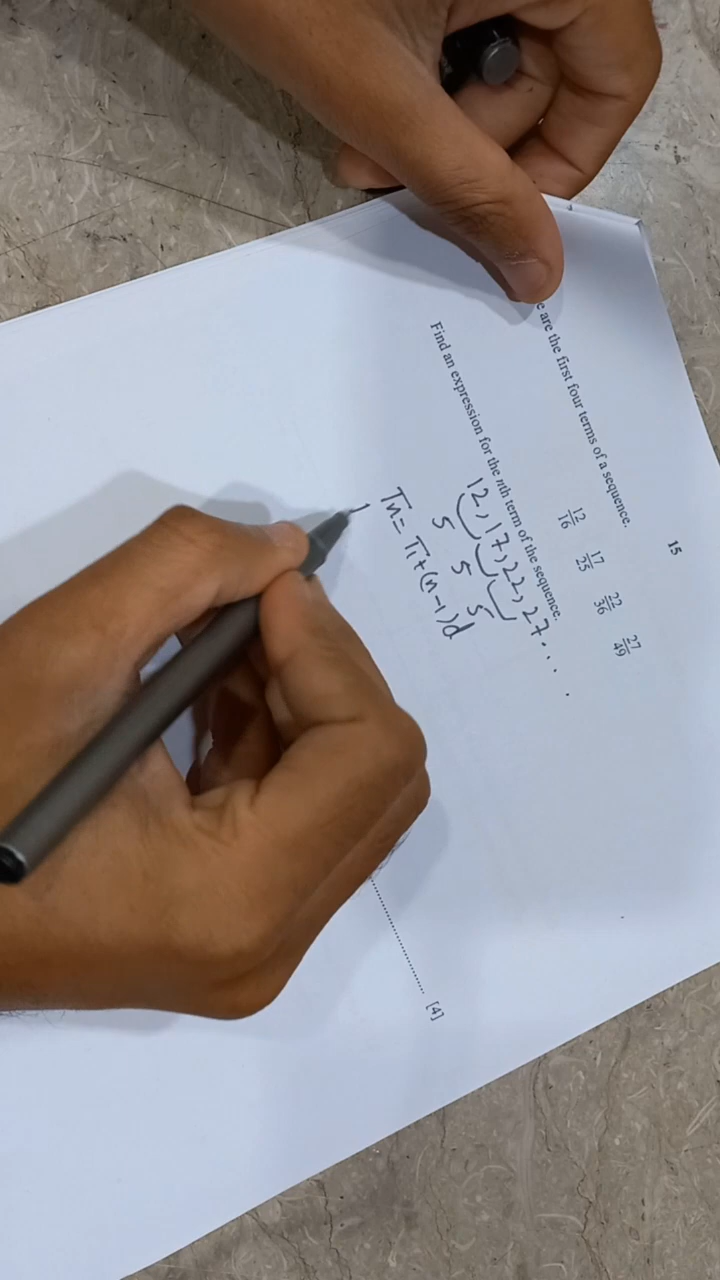 15
e are the first four terms of a sequence.
12/16 17/25 22/36 27/49
Find an expression for the nth term of the sequence.
12, 17, 22, 27....
5 5 5
Tn = T1 + (n-1)d
.................... [4]